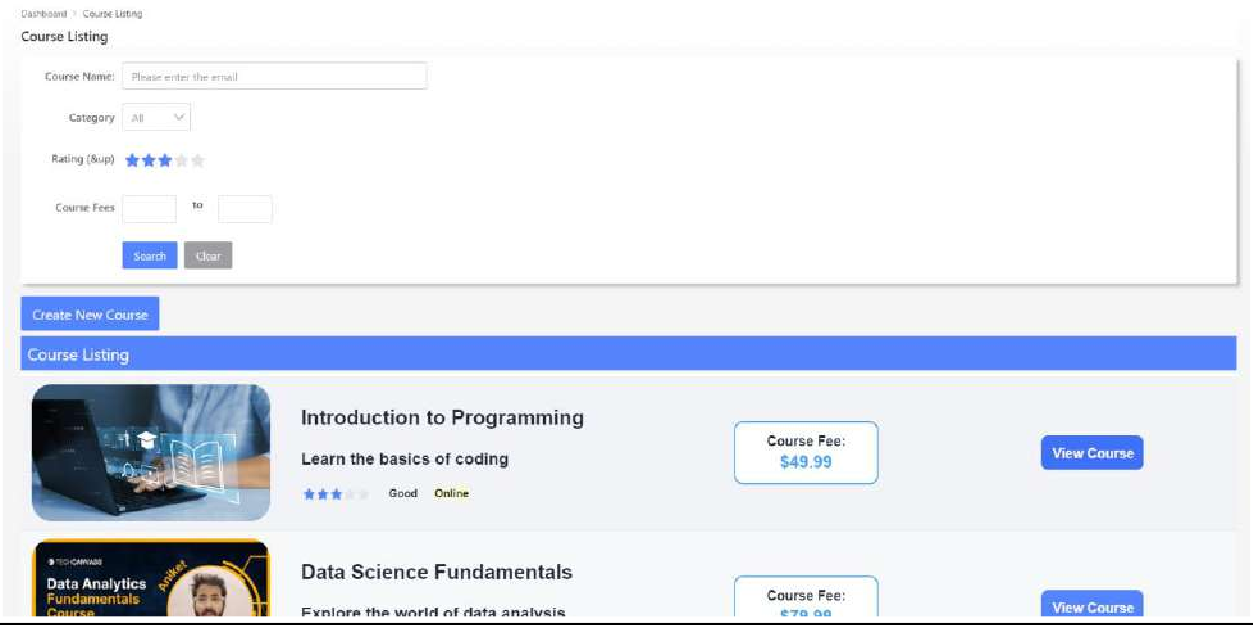 Dashboard > Course Listing
Course Listing
Course Name: Please enter the email
Category All
Rating (&up)
Course Fees to
Search Clear
Create New Course
Course Listing
Introduction to Programming
Learn the basics of coding
Good Online
Course Fee:
$49.99
View Course
TECHCANVASS
Data Analytics
Fundamentals
Course
Aniket
Data Science Fundamentals
Explore the world of data analysis
Course Fee:
$79.99
View Course